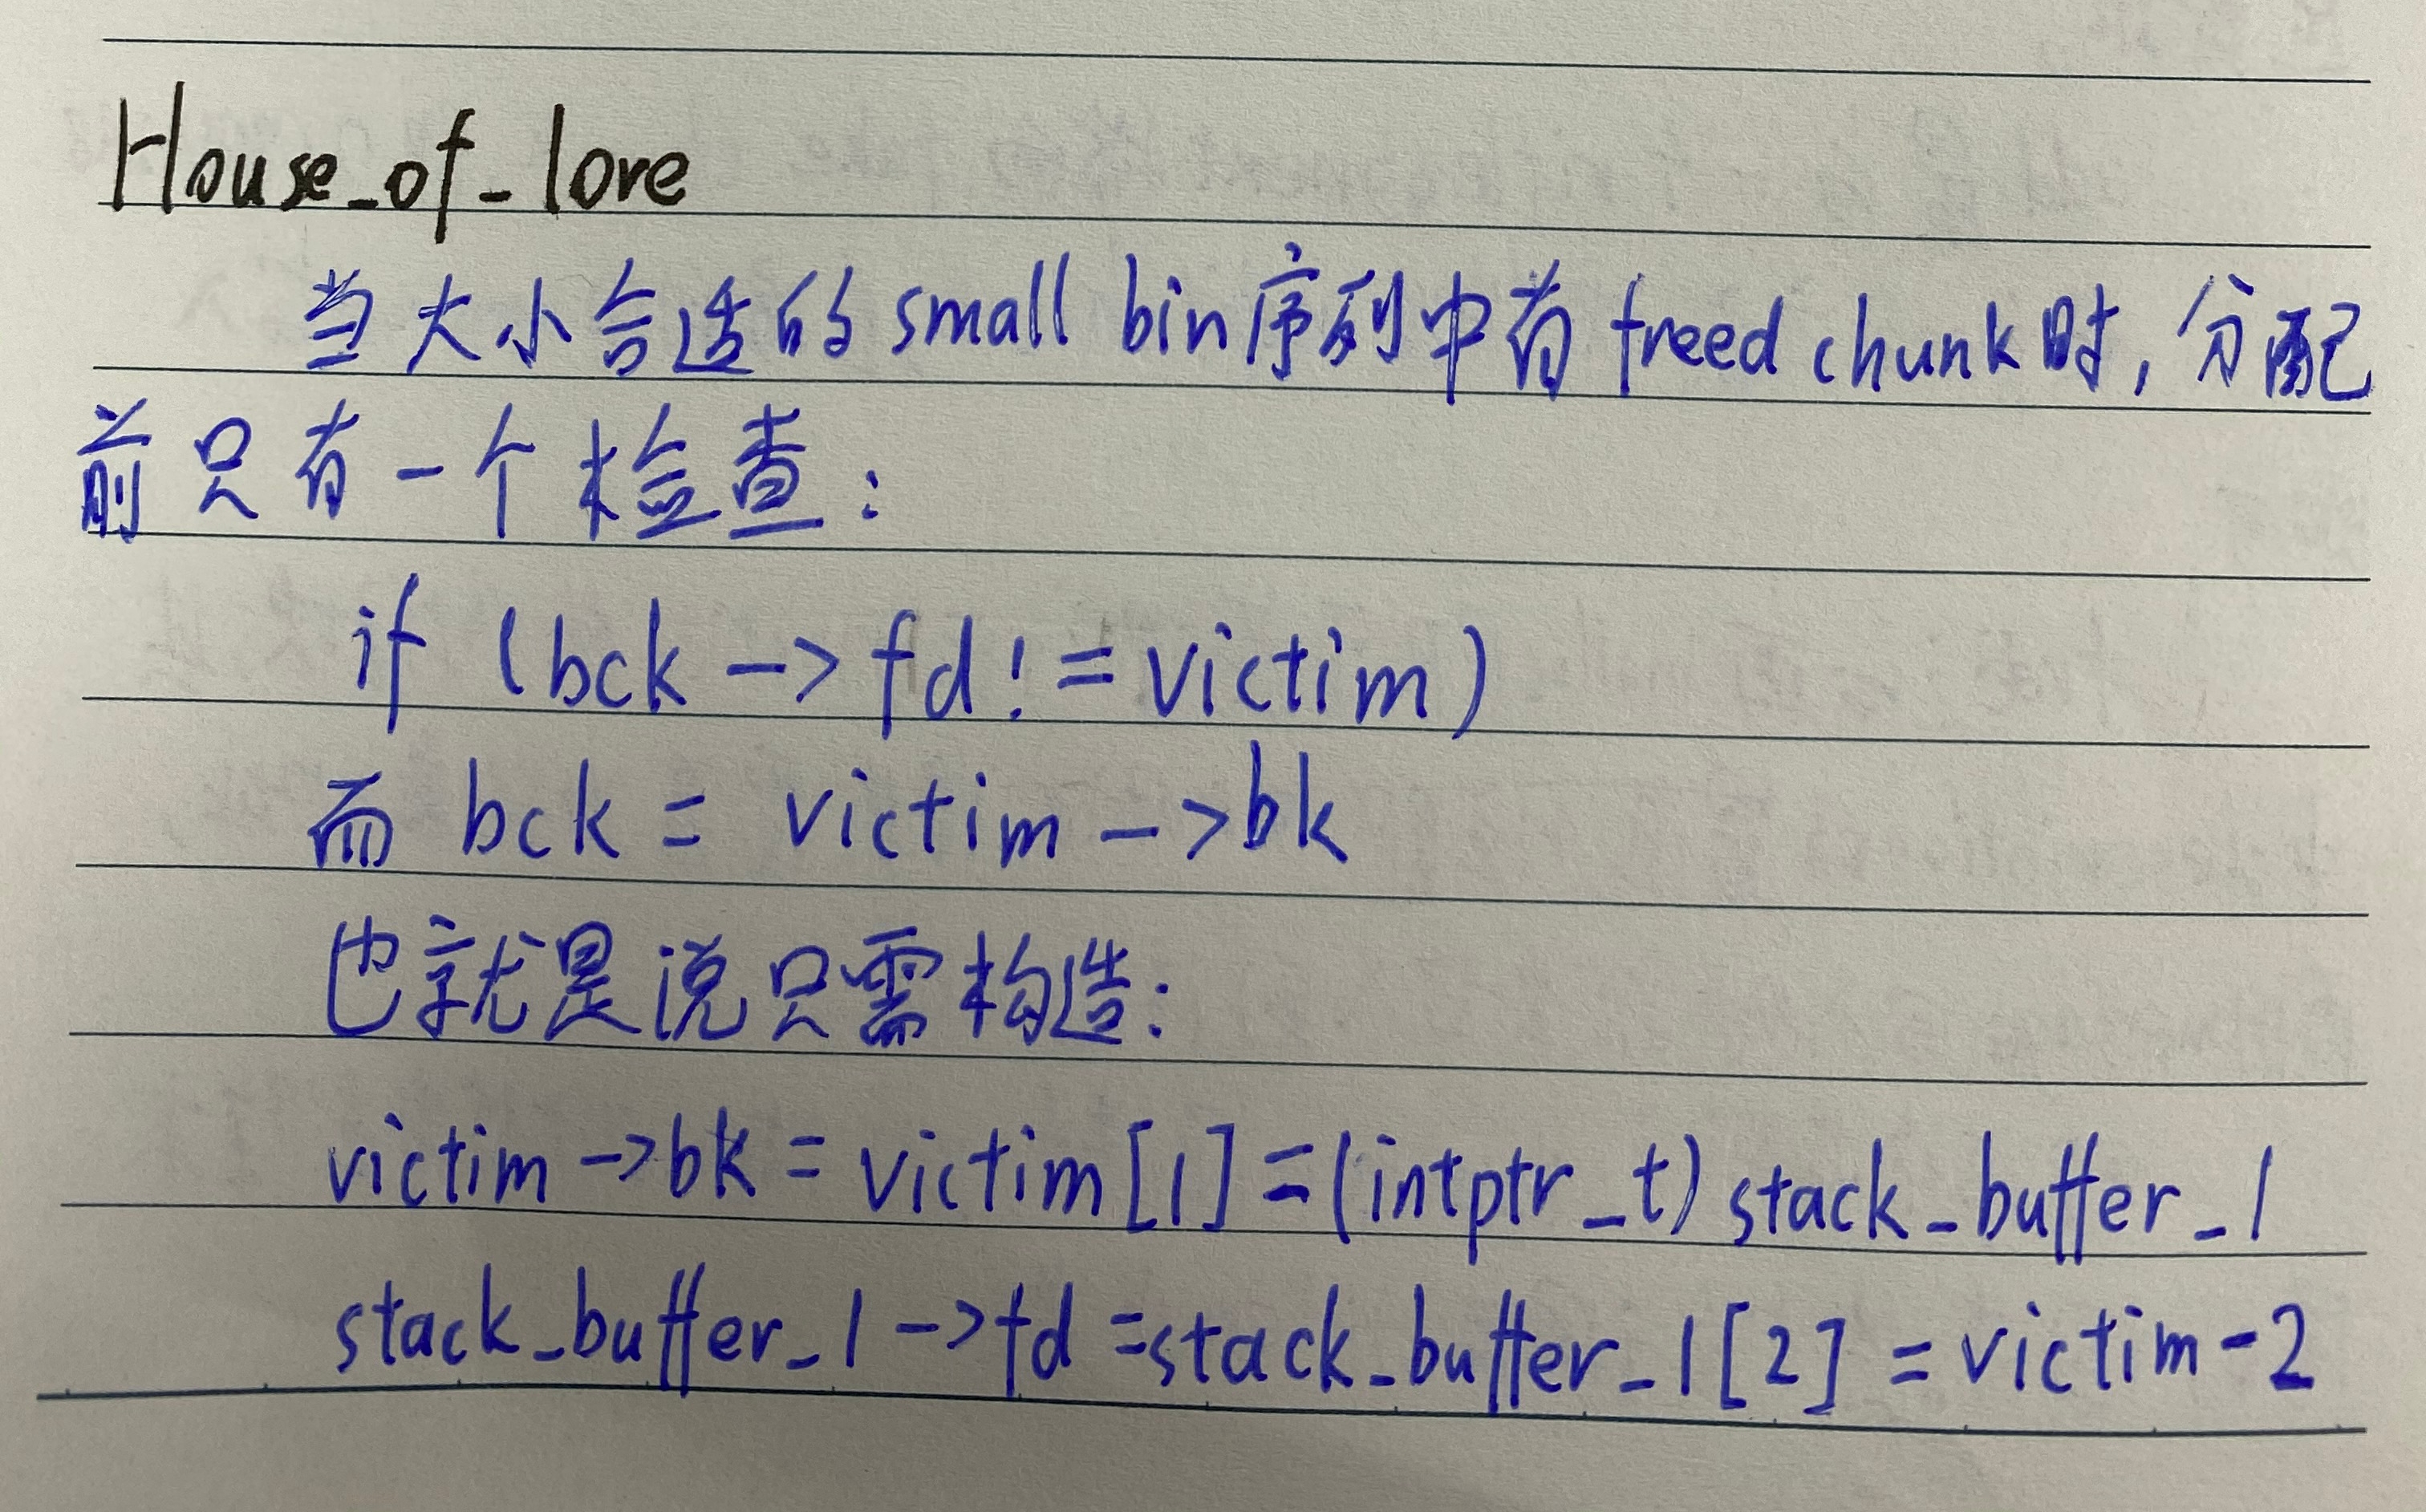 House_of_lore
当大小合适的small bin序列中有freed chunk时,分配
前只有一个检查:
if (bck -> fd != victim)
而 bck = victim -> bk
也就是说只需构造:
victim -> bk = victim[1] = (intptr_t) stack_buffer_1
stack_buffer_1 -> fd = stack_buffer_1[2] = victim-2